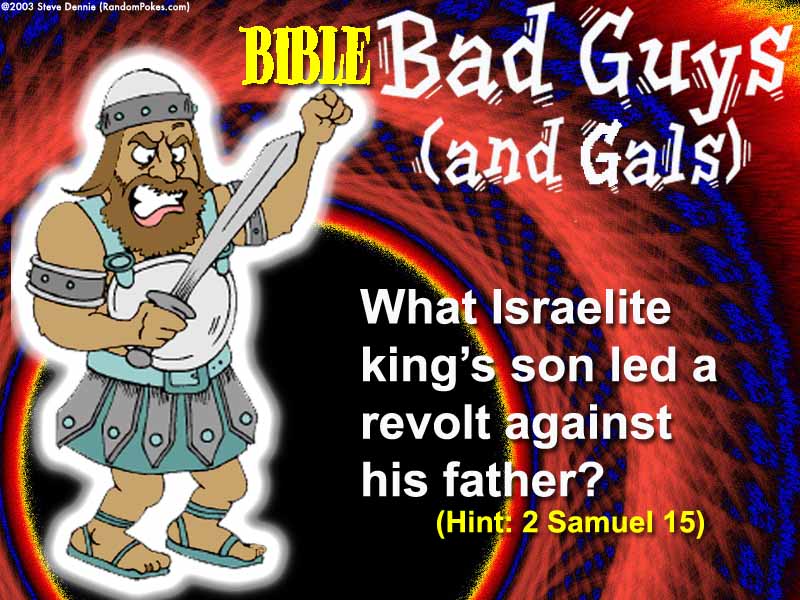 ©2003 Steve Dennie (RandomPokes.com)
BIBLE Bad Guys
(and Gals)
What Israelite
king’s son led a
revolt against
his father?
(Hint: 2 Samuel 15)